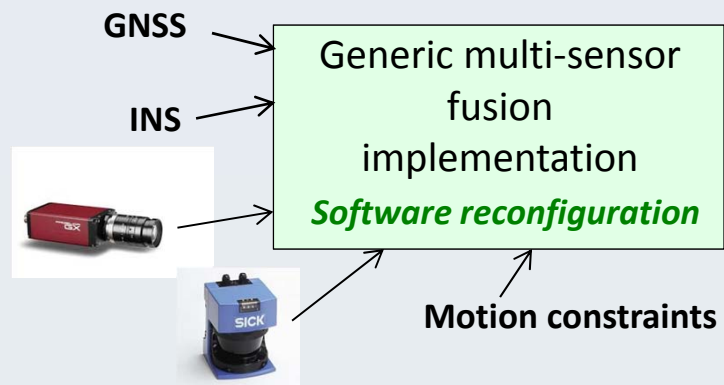 GNSS
INS
Generic multi-sensor
fusion
implementation
Software reconfiguration
GX
SICK
Motion constraints